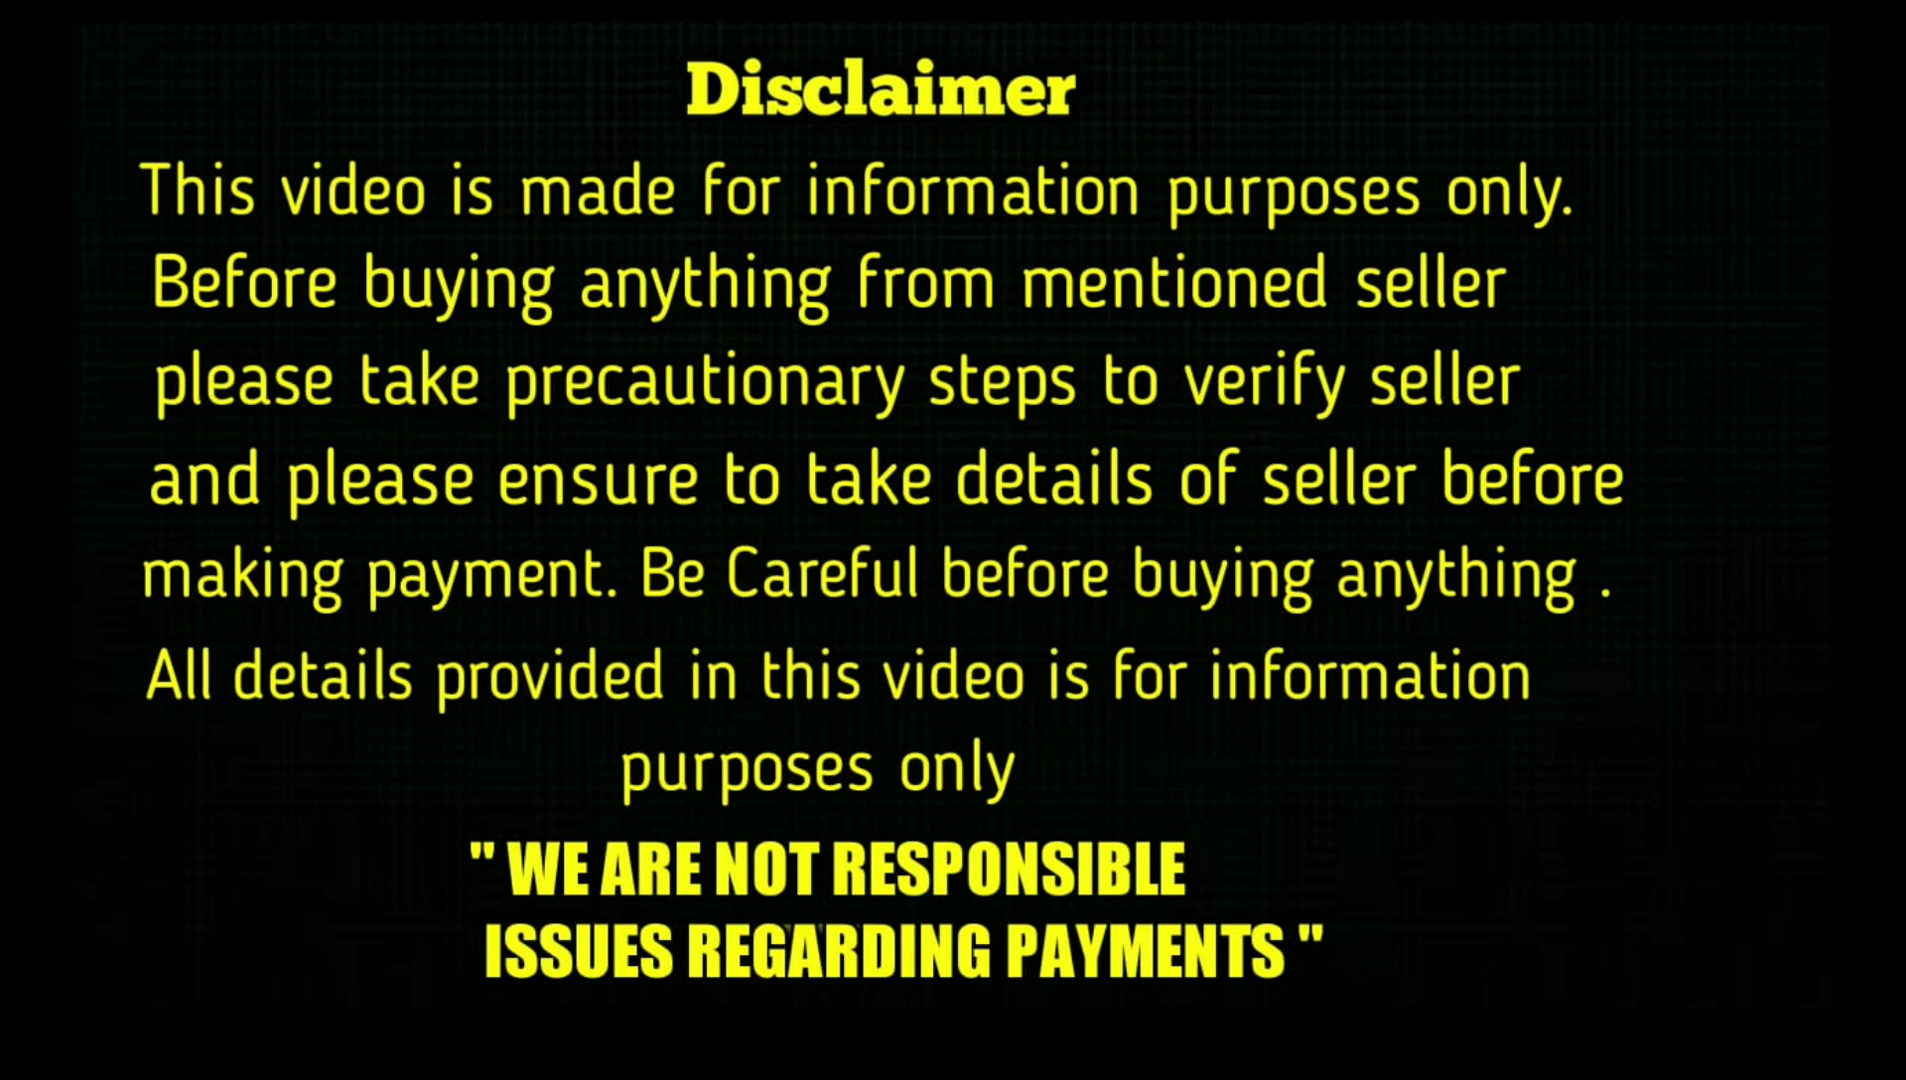 Disclaimer
This video is made for information purposes only.
Before buying anything from mentioned seller
please take precautionary steps to verify seller
and please ensure to take details of seller before
making payment. Be Careful before buying anything .
All details provided in this video is for information
purposes only
" WE ARE NOT RESPONSIBLE
ISSUES REGARDING PAYMENTS "